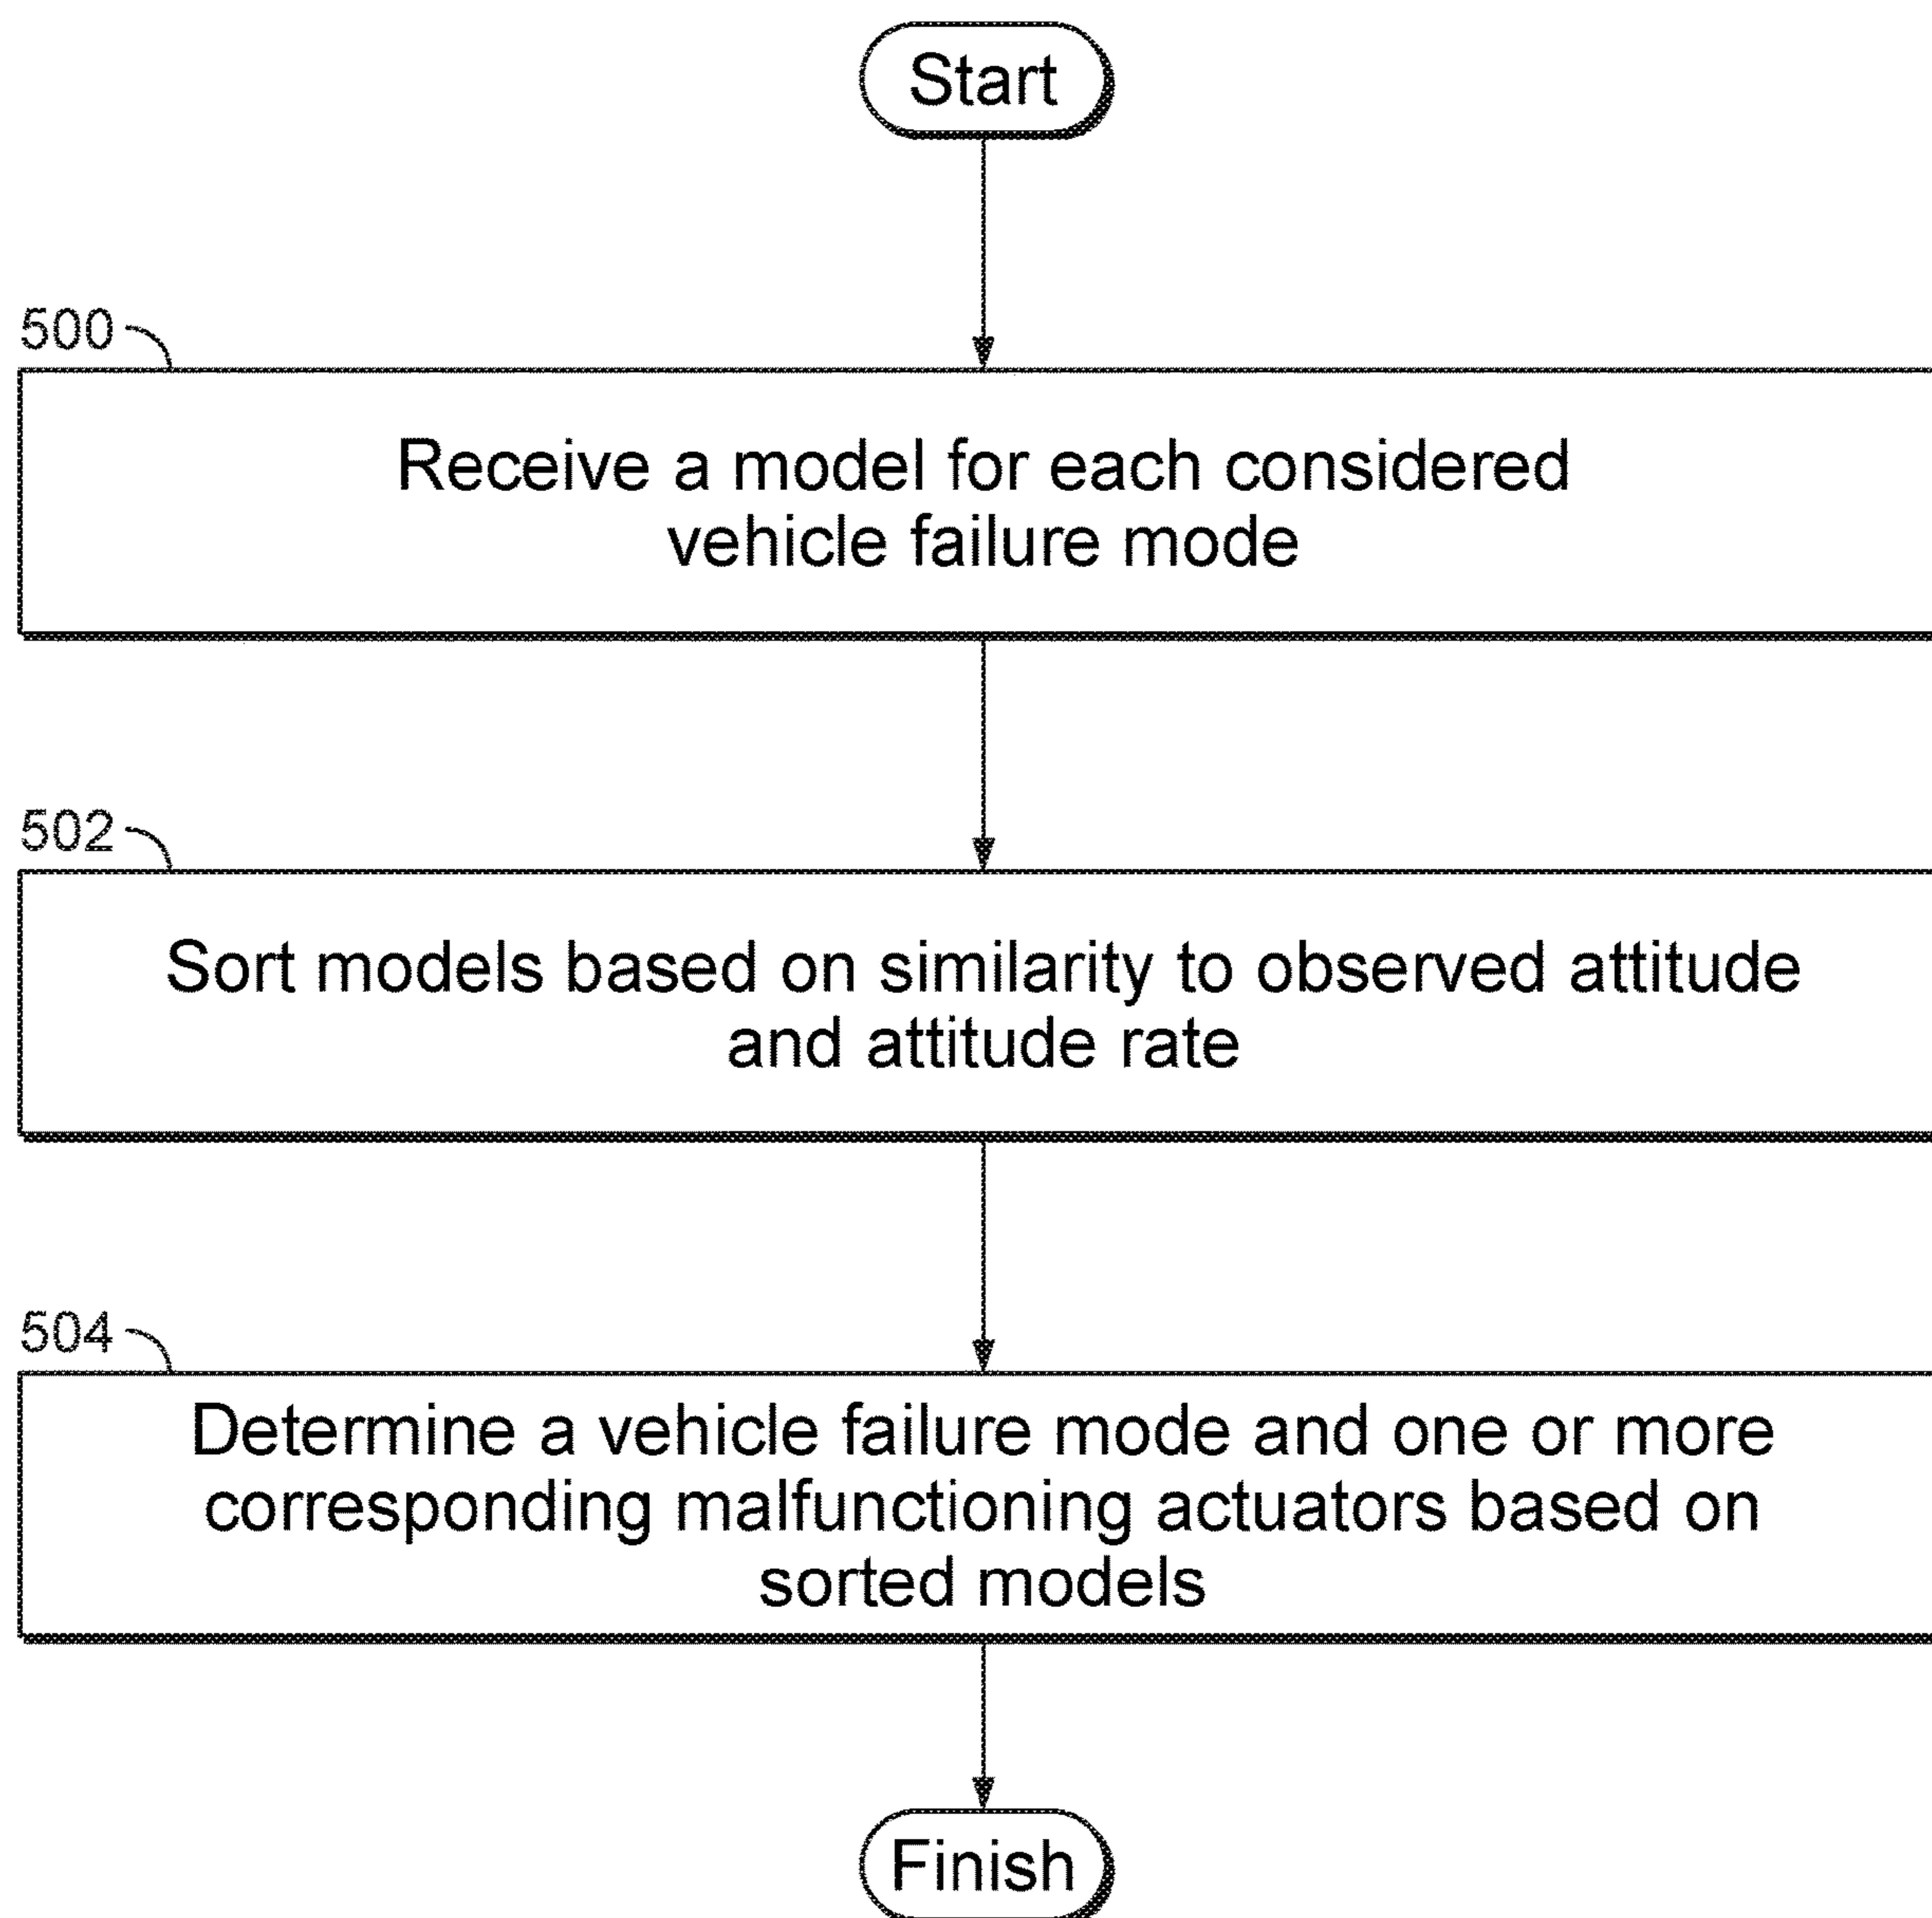 Start
500
Receive a model for each considered
vehicle failure mode
502
Sort models based on similarity to observed attitude
and attitude rate
504
Determine a vehicle failure mode and one or more
corresponding malfunctioning actuators based on
sorted models
Finish